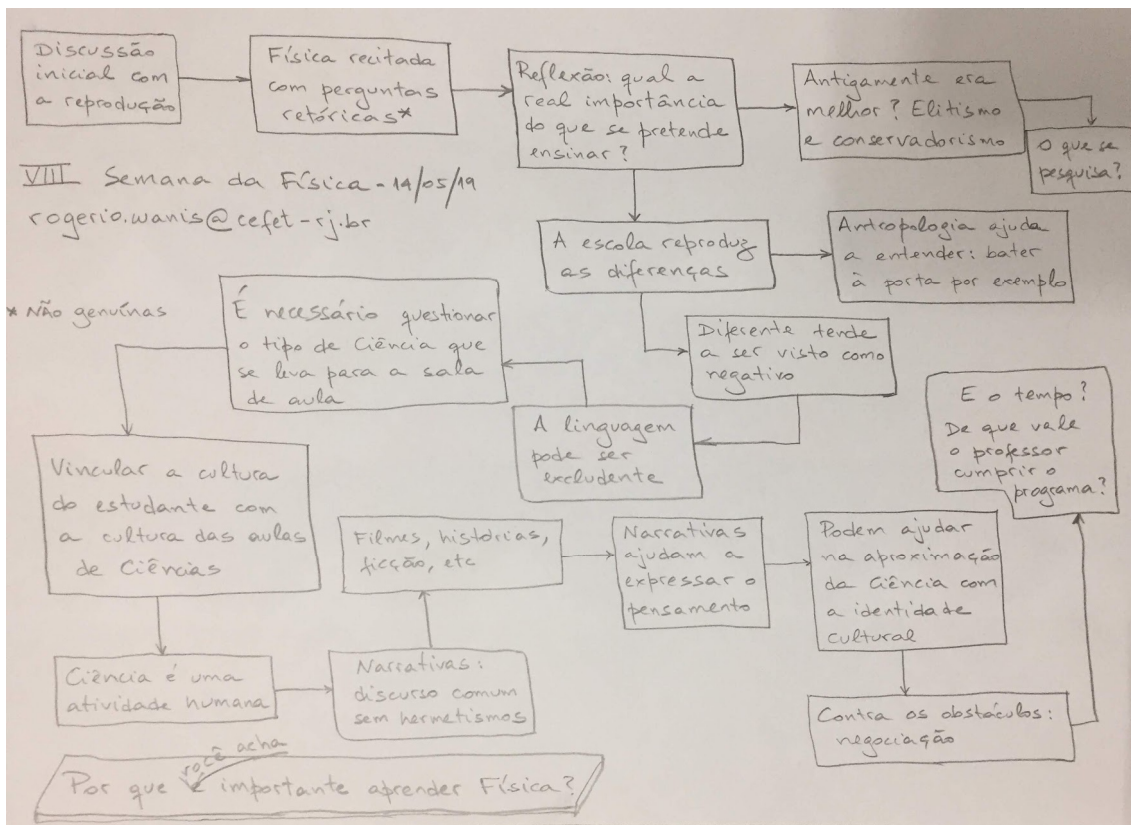 Discussão
inicial com
a reprodução
Física recitada
com perguntas
retóricas*
Reflexão: qual a
real importância
do que se pretende
ensinar?
Antigamente era
melhor? Elitismo
e conservadorismo
O que se
pesquisa?
VIII Semana da Física - 14/05/19
rogerio.wanis@cefet-rj.br
A escola reproduz
as diferenças
Antropologia ajuda
a entender: bater
à porta por exemplo
* Não genuínas
É necessário questionar
o tipo de Ciência que
se leva para a sala
de aula
Diferente tende
a ser visto como
negativo
A linguagem
pode ser
excludente
E o tempo?
De que vale
o professor
cumprir o
programa?
Vincular a cultura
do estudante com
a cultura das aulas
de Ciências
Filmes, histórias,
ficção, etc
Narrativas
ajudam a
expressar o
pensamento
Podem ajudar
na aproximação
da Ciência com
a identidade
cultural
Ciência é uma
atividade humana
Narrativas:
discurso comum
sem hermetismos
Contra os obstáculos:
negociação
você acha
Por que é importante aprender Física?